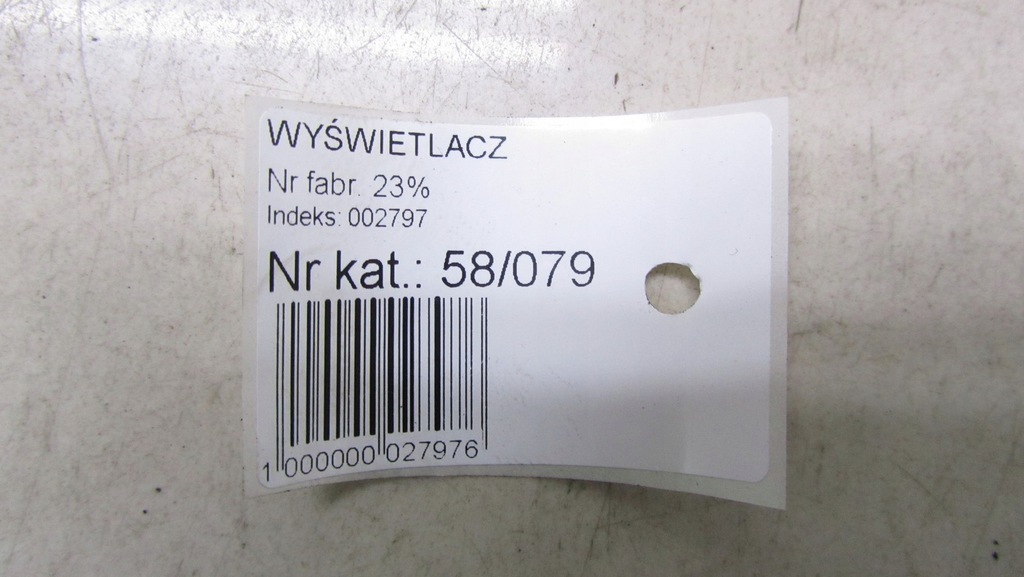 WYŚWIETLACZ
Nr fabr. 23%
Indeks: 002797
Nr kat.: 58/079
1 000000 027976